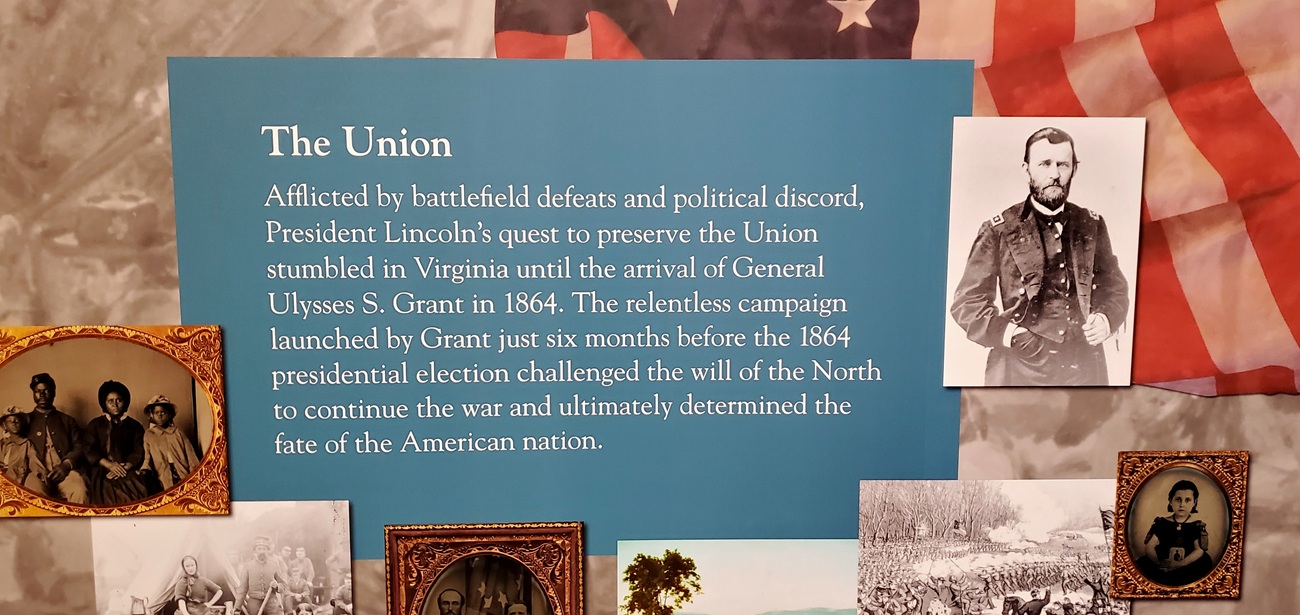 The Union
Afflicted by battlefield defeats and political discord,
President Lincoln's quest to preserve the Union
stumbled in Virginia until the arrival of General
Ulysses S. Grant in 1864. The relentless campaign
launched by Grant just six months before the 1864
presidential election challenged the will of the North
to continue the war and ultimately determined the
fate of the American nation.